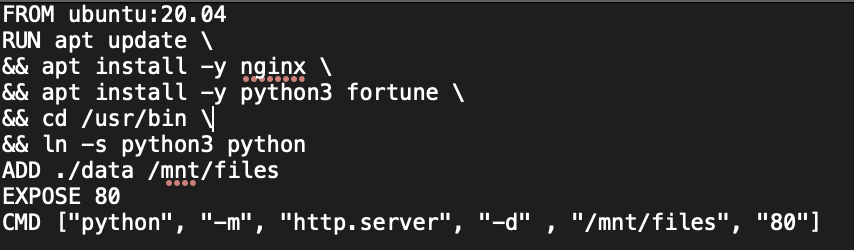 FROM ubuntu:20.04
RUN apt update \
&& apt install -y nginx \
&& apt install -y python3 fortune \
&& cd /usr/bin \
&& ln -s python3 python
ADD ./data /mnt/files
EXPOSE 80
CMD ["python", "-m", "http.server", "-d" , "/mnt/files", "80"]